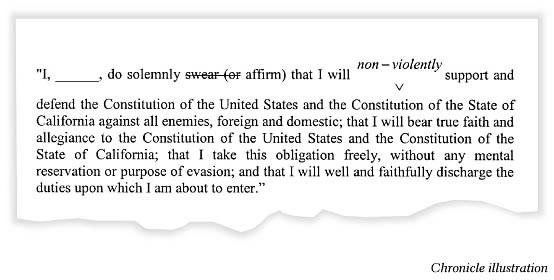 "I, ______, do solemnly swear (or affirm) that I will non – violently support and
defend the Constitution of the United States and the Constitution of the State of
California against all enemies, foreign and domestic; that I will bear true faith and
allegiance to the Constitution of the United States and the Constitution of the
State of California; that I take this obligation freely, without any mental
reservation or purpose of evasion; and that I will well and faithfully discharge the
duties upon which I am about to enter.”
Chronicle illustration